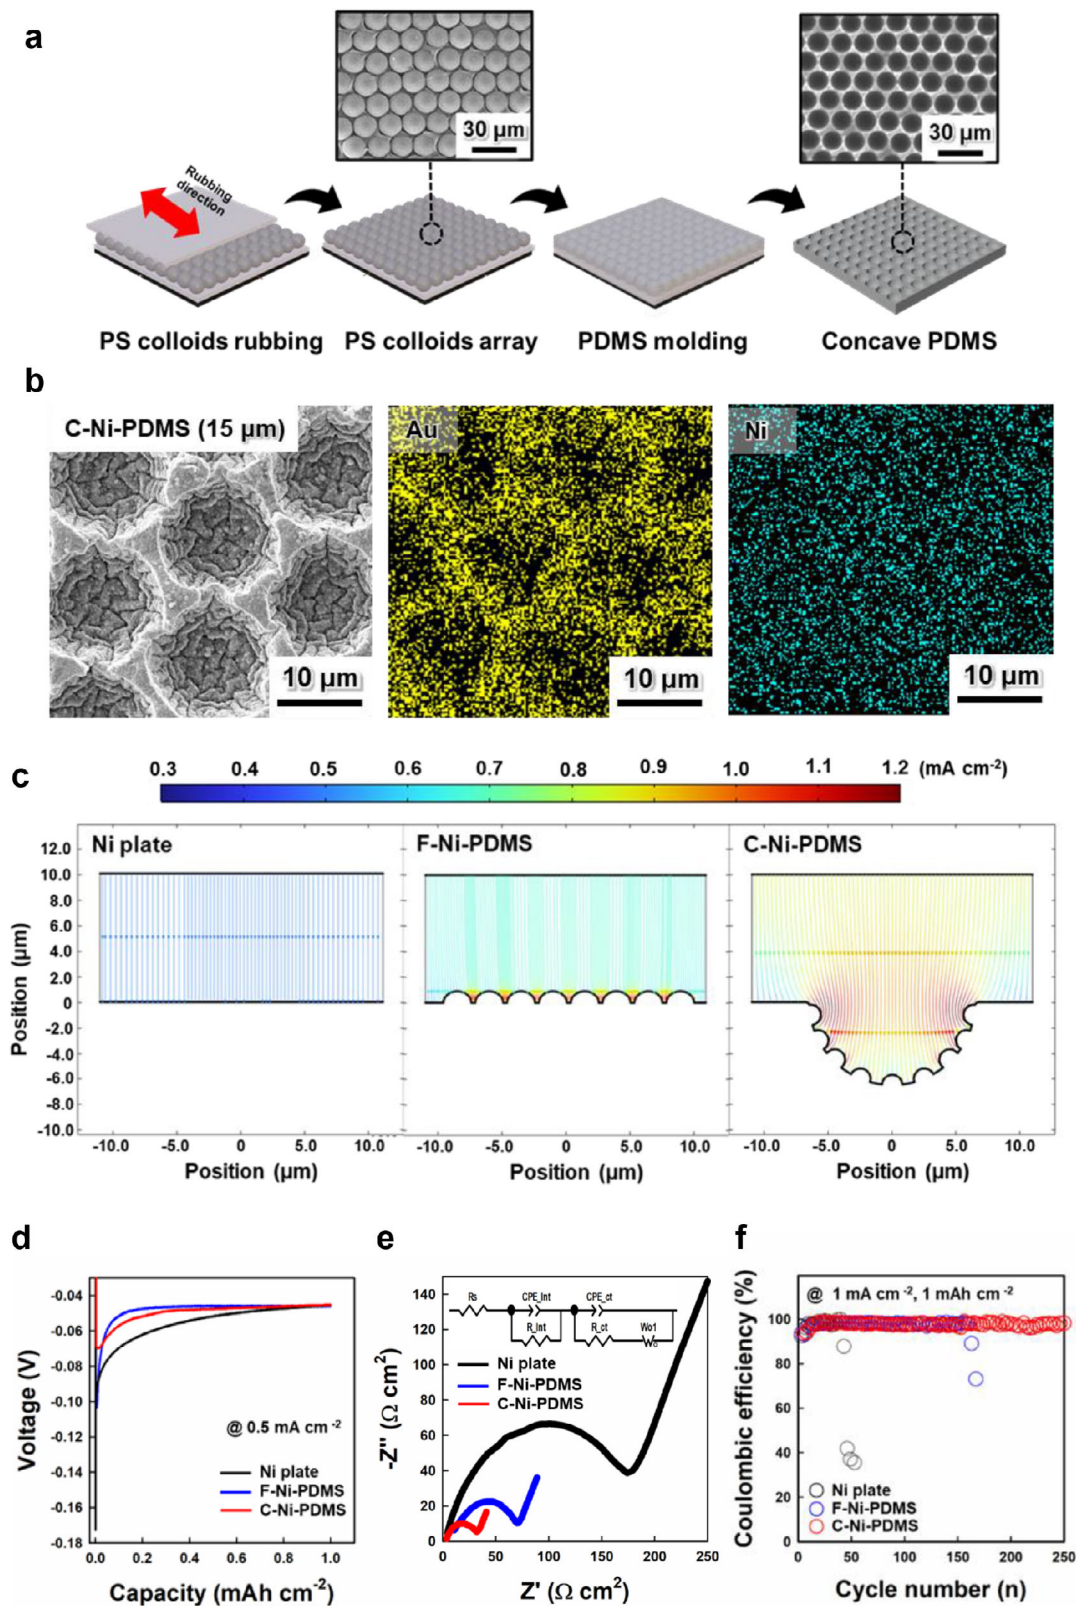 a
30 µm
30 µm
Rubbing
direction
PS colloids rubbing
PS colloids array
PDMS molding
Concave PDMS
b
C-Ni-PDMS (15 µm)
Au
Ni
10 µm
10 µm
10 µm
c
0.3 0.4 0.5 0.6 0.7 0.8 0.9 1.0 1.1 1.2 (mA cm-2)
Ni plate
F-Ni-PDMS
C-Ni-PDMS
12.0
10.0
8.0
6.0
4.0
2.0
0
-2.0
-4.0
-6.0
-8.0
-10.0
Position (µm)
-10.0 -5.0 0 5.0 10.0
-10.0 -5.0 0 5.0 10.0
-10.0 -5.0 0 5.0 10.0
Position (µm)
Position (µm)
Position (µm)
d
-0.04
-0.06
-0.08
-0.10
-0.12
-0.14
-0.16
-0.18
Voltage (V)
@ 0.5 mA cm-2
Ni plate
F-Ni-PDMS
C-Ni-PDMS
0.0 0.2 0.4 0.6 0.8 1.0
Capacity (mAh cm-2)
e
140
120
100
80
60
40
20
0
-Z'' (Ω cm2)
Rs CPE_Int CPE_ct
R_Int R_ct Wo1
Ni plate
F-Ni-PDMS
C-Ni-PDMS
0 50 100 150 200 250
Z' (Ω cm2)
f
120
100
80
60
40
20
0
Coulombic efficiency (%)
@ 1 mA cm-2, 1 mAh cm-2
Ni plate
F-Ni-PDMS
C-Ni-PDMS
0 50 100 150 200 250
Cycle number (n)